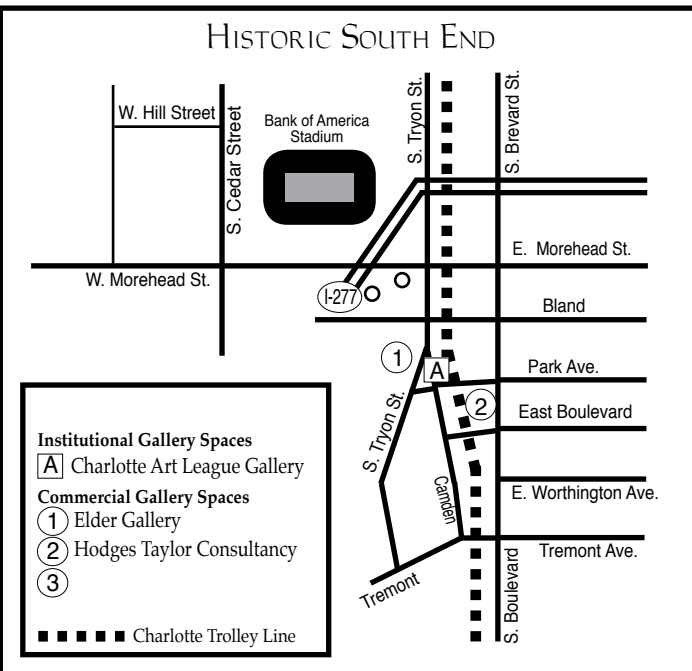 HISTORIC SOUTH END
W. Hill Street
S. Cedar Street
Bank of America
Stadium
S. Tryon St.
S. Brevard St.
E. Morehead St.
W. Morehead St.
I-277
Bland
1
A
Park Ave.
2
East Boulevard
S. Tryon St.
Camden
E. Worthington Ave.
Tremont Ave.
Tremont
S. Boulevard
Institutional Gallery Spaces
A Charlotte Art League Gallery
Commercial Gallery Spaces
1 Elder Gallery
2 Hodges Taylor Consultancy
3
Charlotte Trolley Line